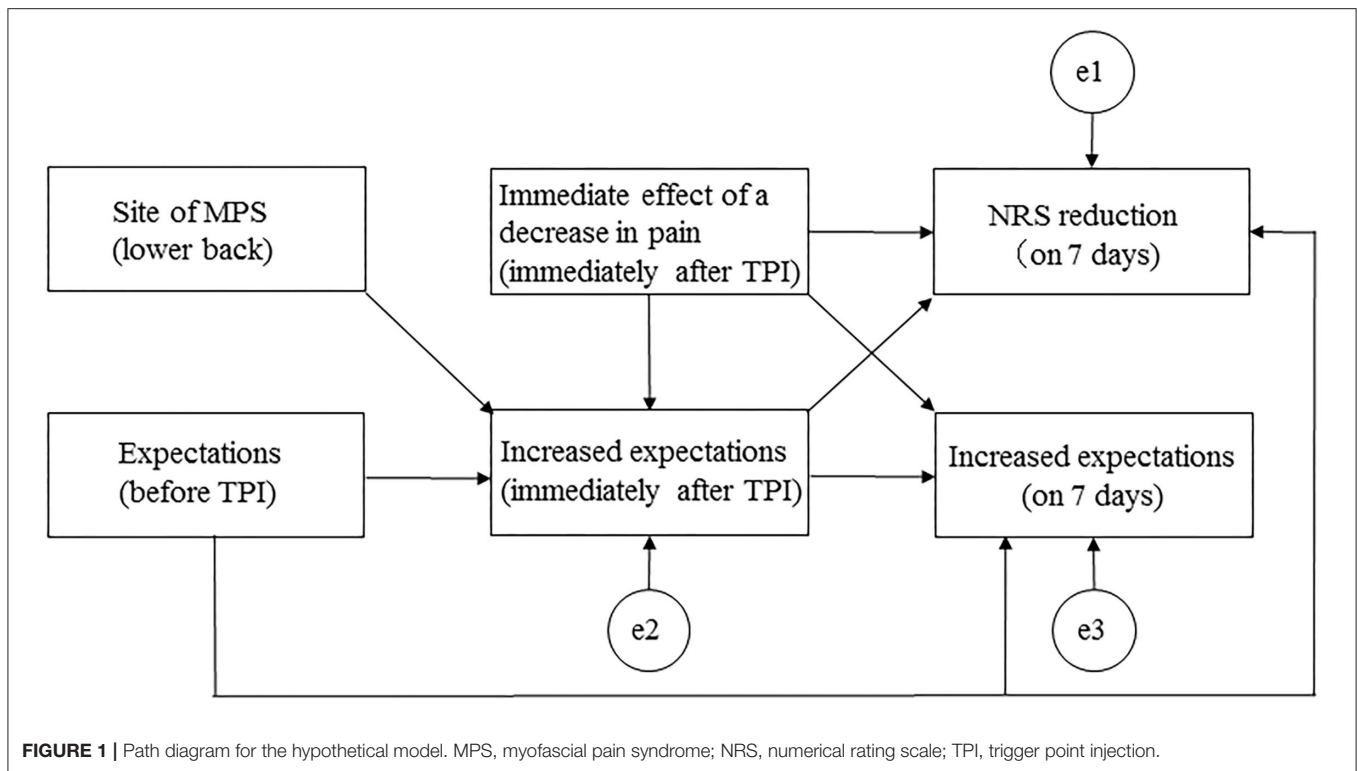 e1
Site of MPS
(lower back)
Immediate effect of a
decrease in pain
(immediately after TPI)
NRS reduction
（on 7 days)
Expectations
(before TPI)
Increased expectations
(immediately after TPI)
Increased expectations
(on 7 days)
e2
e3
FIGURE 1 | Path diagram for the hypothetical model. MPS, myofascial pain syndrome; NRS, numerical rating scale; TPI, trigger point injection.